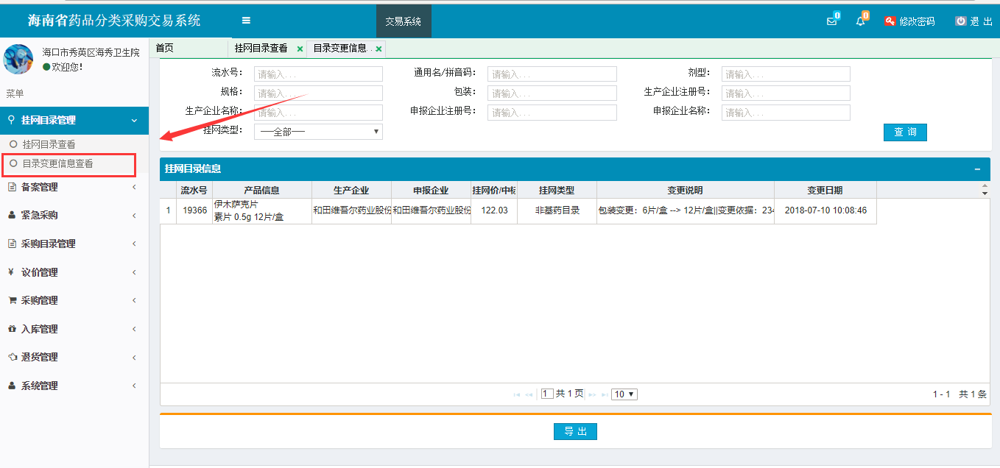 海南省药品分类采购交易系统
交易系统
0
0
修改密码
退 出
海口市秀英区海秀卫生院
欢迎您!
首页
挂网目录查看
目录变更信息.
菜单
挂网目录管理
挂网目录查看
目录变更信息查看
备案管理
紧急采购
采购目录管理
议价管理
采购管理
入库管理
退货管理
系统管理
流水号: 请输入... 通用名/拼音码: 请输入... 剂型: 请输入...
规格: 请输入... 包装: 请输入... 生产企业注册号: 请输入...
生产企业名称: 请输入... 申报企业注册号: 请输入... 申报企业名称: 请输入...
挂网类型: ──全部──
查 询
挂网目录信息
流水号 产品信息 生产企业 申报企业 挂网价/中标 挂网类型 变更说明 变更日期
1 19366 伊木萨克片
素片 0.5g 12片/盒 和田维吾尔药业股份 和田维吾尔药业股份 122.03 非基药目录 包装变更: 6片/盒 --> 12片/盒||变更依据: 234 2018-07-10 10:08:46
1 共 1 页 10
1 - 1 共 1 条
导 出